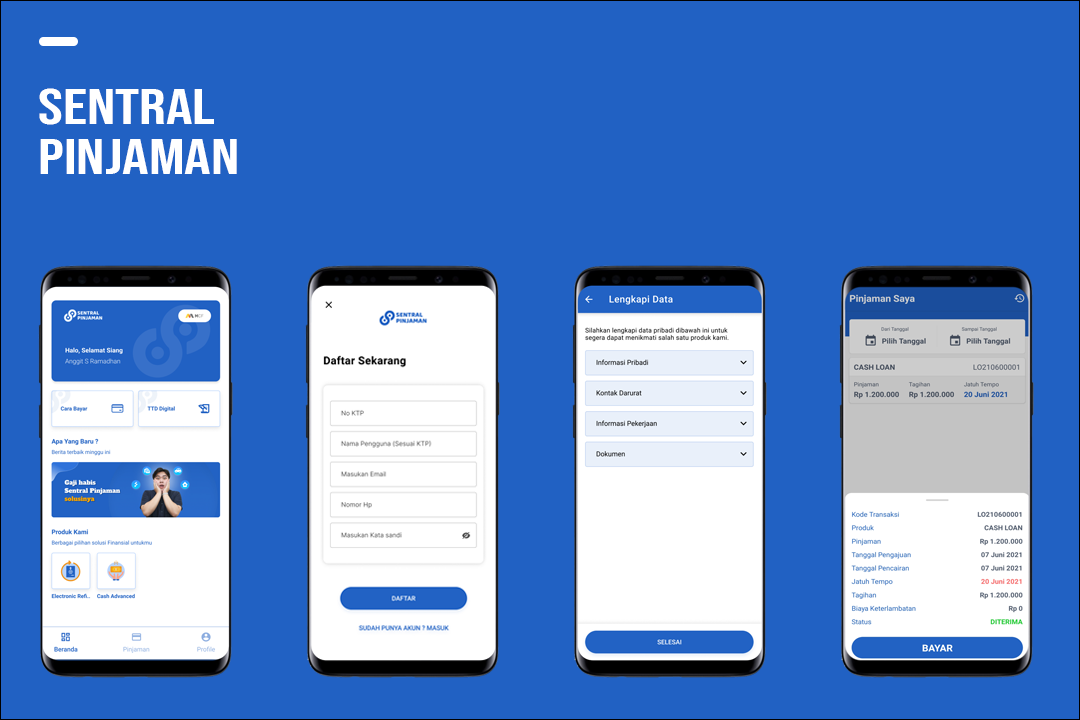 SENTRAL
PINJAMAN
SENTRAL
PINJAMAN
Halo, Selamat Siang
Anggit S Ramadhan
Cara Bayar
TTD Digital
Apa Yang Baru ?
Berita terbaik minggu ini
Gaji habis
Sentral Pinjaman
solusinya
Produk Kami
Berbagai pilihan solusi Finansial untukmu
Electronic Refi..
Cash Advanced
Beranda
Pinjaman
Profile
SENTRAL
PINJAMAN
Daftar Sekarang
No KTP
Nama Pengguna (Sesuai KTP)
Masukan Email
Nomor Hp
Masukan Kata sandi
DAFTAR
SUDAH PUNYA AKUN ? MASUK
Lengkapi Data
Silahkan lengkapi data pribadi dibawah ini untuk
segera dapat menikmati salah satu produk kami.
Informasi Pribadi
Kontak Darurat
Informasi Pekerjaan
Dokumen
SELESAI
Pinjaman Saya
Dari Tanggal
Pilih Tanggal
Sampai Tanggal
Pilih Tanggal
CASH LOAN LO210600001
Pinjaman Tagihan Jatuh Tempo
Rp 1.200.000 Rp 1.200.000 20 Juni 2021
Kode Transaksi LO210600001
Produk CASH LOAN
Pinjaman Rp 1.200.000
Tanggal Pengajuan 07 Juni 2021
Tanggal Pencairan 07 Juni 2021
Jatuh Tempo 20 Juni 2021
Tagihan Rp 1.200.000
Biaya Keterlambatan Rp 0
Status DITERIMA
BAYAR